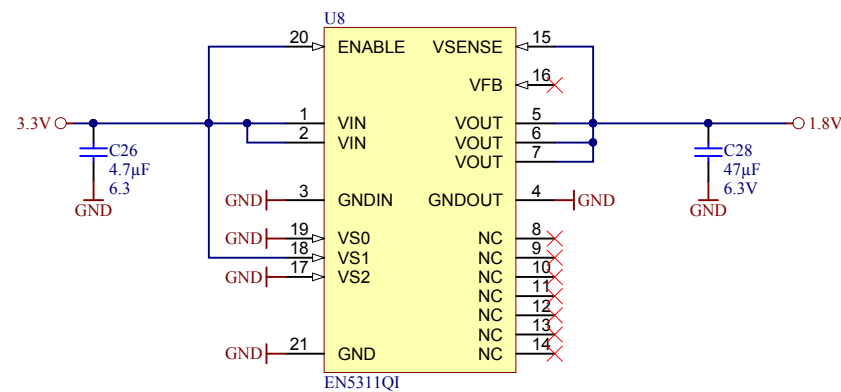 U8
20 ENABLE VSENSE 15
VFB 16
3.3V 1 VIN VOUT 5 1.8V
2 VIN VOUT 6
VOUT 7
C26 C28
4.7µF 47µF
6.3 6.3V
GND GND 3 GNDIN GNDOUT 4 GND GND
GND 19 VS0 NC 8
18 VS1 NC 9
GND 17 VS2 NC 10
NC 11
NC 12
NC 13
GND 21 GND NC 14
EN5311QI